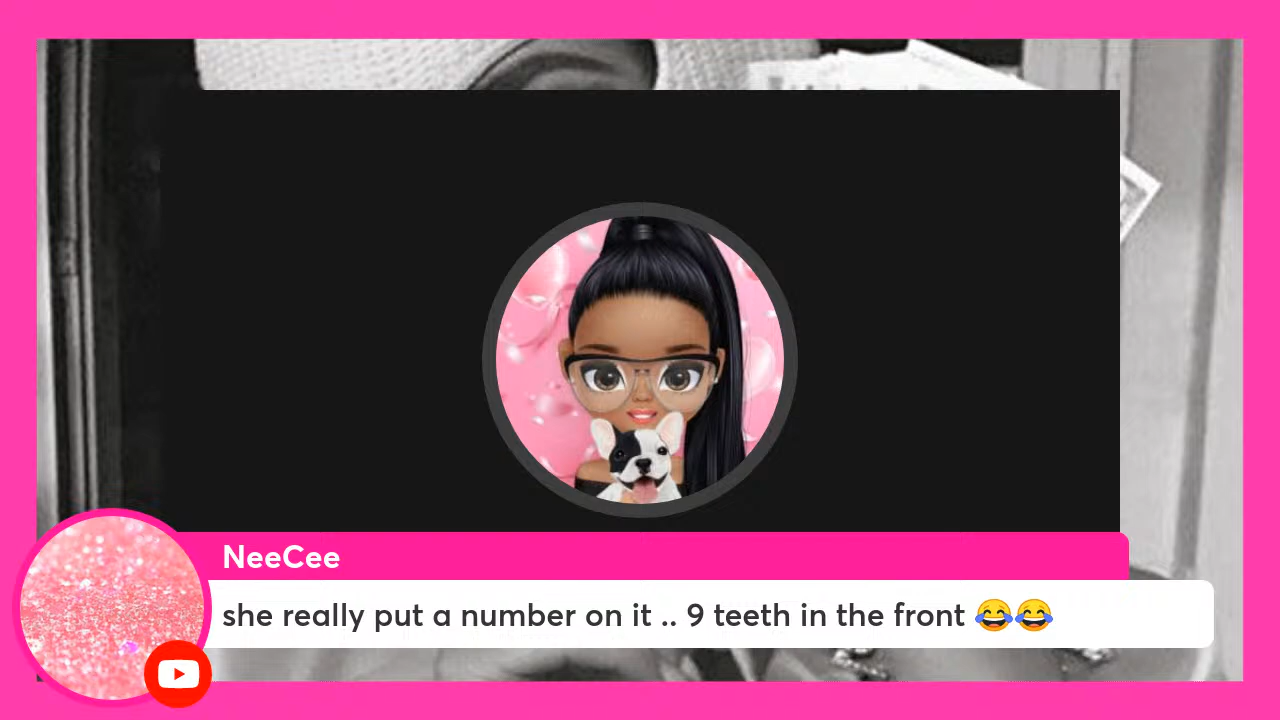 NeeCee
she really put a number on it .. 9 teeth in the front 😂😂